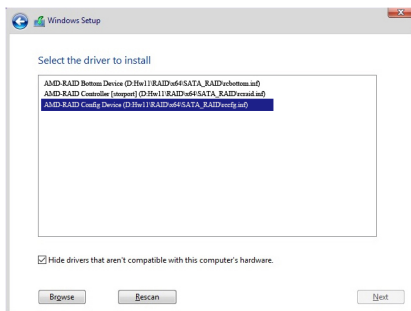 Windows Setup
Select the driver to install
AMD-RAID Bottom Device (D:Hw11\RAID\x64\SATA_RAID\rcbottom.inf)
AMD-RAID Controller [storport] (D:Hw11\RAID\x64\SATA_RAID\rcraid.inf)
AMD-RAID Config Device (D:Hw11\RAID\x64\SATA_RAID\rccfg.inf)
Hide drivers that aren't compatible with this computer's hardware.
Browse
Rescan
Next